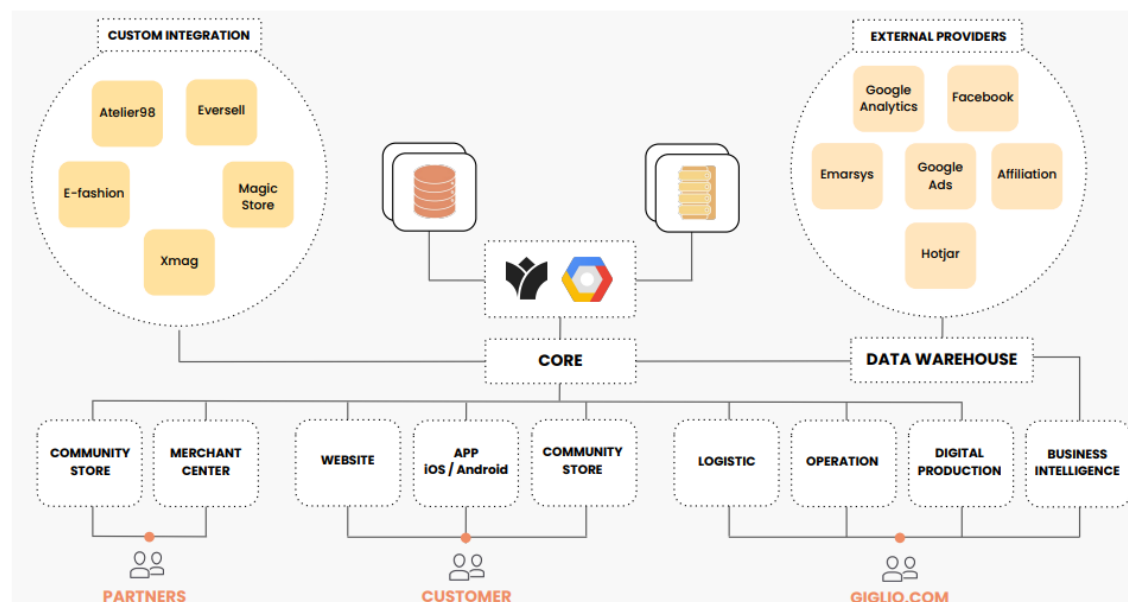 CUSTOM INTEGRATION
EXTERNAL PROVIDERS
Atelier98
Eversell
E-fashion
Magic
Store
Xmag
Google
Analytics
Facebook
Emarsys
Google
Ads
Affiliation
Hotjar
CORE
DATA WAREHOUSE
COMMUNITY
STORE
MERCHANT
CENTER
WEBSITE
APP
iOS / Android
COMMUNITY
STORE
LOGISTIC
OPERATION
DIGITAL
PRODUCTION
BUSINESS
INTELLIGENCE
PARTNERS
CUSTOMER
GIGLIO.COM